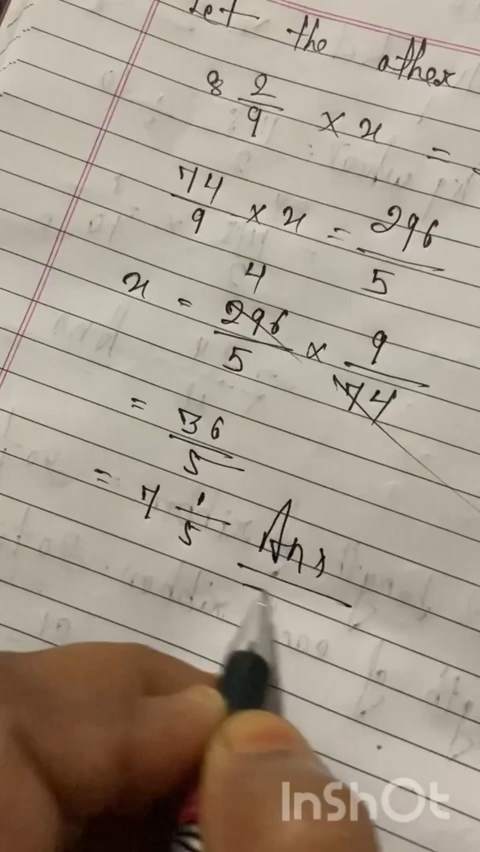 Let the other
8 2/9 × x =
74/9 × x = 296/5
4
x = 296/5 × 9/74
= 36/5
= 7 1/5 Ans
InShOt